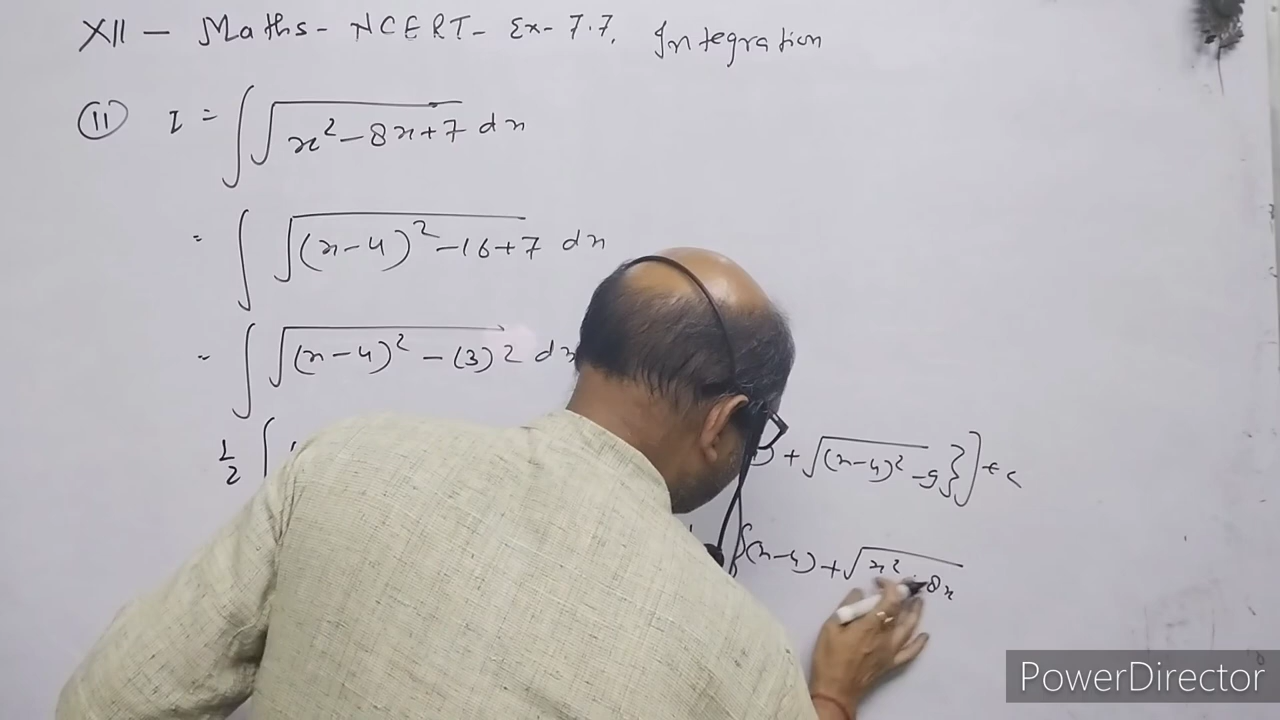 XII - Maths - NCERT - Ex- 7.7, Integration
(11) I = ∫ √(x² - 8x + 7) dx
= ∫ √((x - 4)² - 16 + 7) dx
= ∫ √((x - 4)² - (3)²) dx
1/2 [ + √((x-4)² - 9) } ] + c
{ (x-4) + √(x² - 8x
PowerDirector